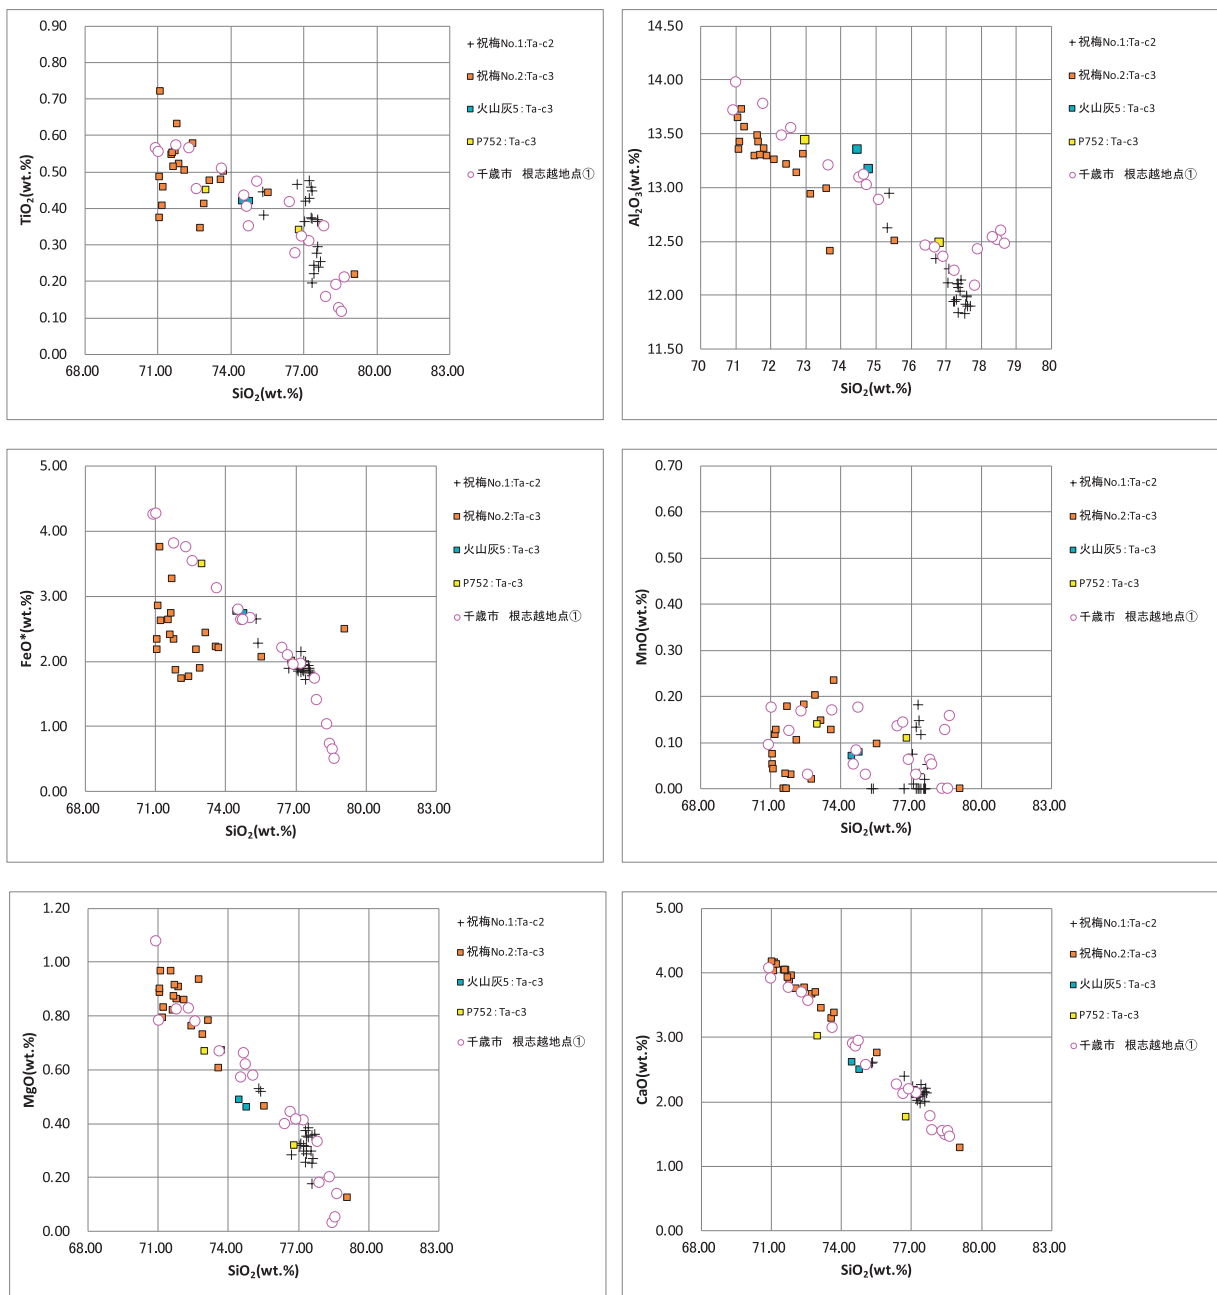 0.90
0.80
0.70
0.60
0.50
0.40
0.30
0.20
0.10
0.00
68.00 71.00 74.00 77.00 80.00 83.00
TiO₂(wt.%)
SiO₂(wt.%)
祝梅No.1:Ta-c2
祝梅No.2:Ta-c3
火山灰5：Ta-c3
P752：Ta-c3
千歳市 根志越地点①
14.50
14.00
13.50
13.00
12.50
12.00
11.50
70 71 72 73 74 75 76 77 78 79 80
Al₂O₃(wt.%)
SiO₂(wt.%)
祝梅No.1:Ta-c2
祝梅No.2:Ta-c3
火山灰5：Ta-c3
P752：Ta-c3
千歳市 根志越地点①
5.00
4.00
3.00
2.00
1.00
0.00
68.00 71.00 74.00 77.00 80.00 83.00
FeO*(wt.%)
SiO₂(wt.%)
祝梅No.1:Ta-c2
祝梅No.2:Ta-c3
火山灰5：Ta-c3
P752：Ta-c3
千歳市 根志越地点①
0.70
0.60
0.50
0.40
0.30
0.20
0.10
0.00
68.00 71.00 74.00 77.00 80.00 83.00
MnO(wt.%)
SiO₂(wt.%)
祝梅No.1:Ta-c2
祝梅No.2:Ta-c3
火山灰5：Ta-c3
P752：Ta-c3
千歳市 根志越地点①
1.20
1.00
0.80
0.60
0.40
0.20
0.00
68.00 71.00 74.00 77.00 80.00 83.00
MgO(wt.%)
SiO₂(wt.%)
祝梅No.1:Ta-c2
祝梅No.2:Ta-c3
火山灰5：Ta-c3
P752：Ta-c3
千歳市 根志越地点①
5.00
4.00
3.00
2.00
1.00
0.00
68.00 71.00 74.00 77.00 80.00 83.00
CaO(wt.%)
SiO₂(wt.%)
祝梅No.1:Ta-c2
祝梅No.2:Ta-c3
火山灰5：Ta-c3
P752：Ta-c3
千歳市 根志越地点①